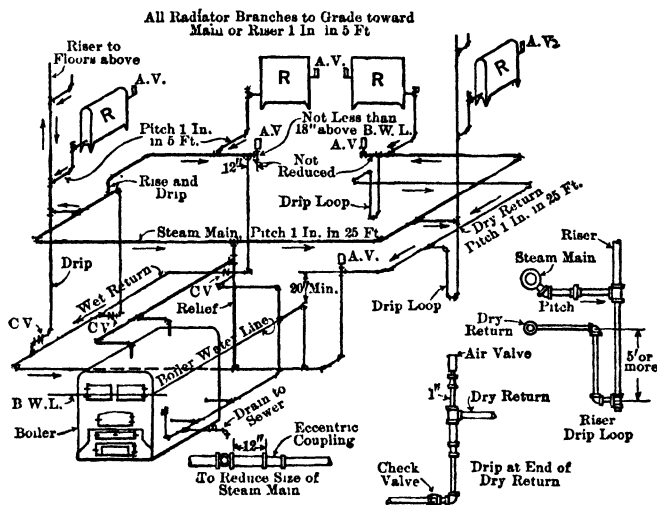 All Radiator Branches to Grade toward
Main or Riser 1 In in 5 Ft
Riser to
Floors above
A.V.
R
Pitch 1 In.
in 5 Ft.
R
A.V.
R
A.V.2
R
Not Less than
18" above B.W.L.
A.V
A.V.
12"
Not
Reduced
Rise and
Drip
Drip Loop
Steam Main, Pitch 1 In. in 25 Ft.
Dry Return
Pitch 1 In. in 25 Ft.
Drip
Wet Return
CV
A.V.
20" Min.
Relief
Drip Loop
CV
CV
Boiler Water Line
B W.L.
Boiler
Drain to
Sewer
12"
Eccentric
Coupling
To Reduce Size of
Steam Main
Riser
Steam Main
Pitch
Dry
Return
5' or
more
Riser
Drip Loop
Air Valve
1"
Dry Return
Check
Valve
Drip at End of
Dry Return